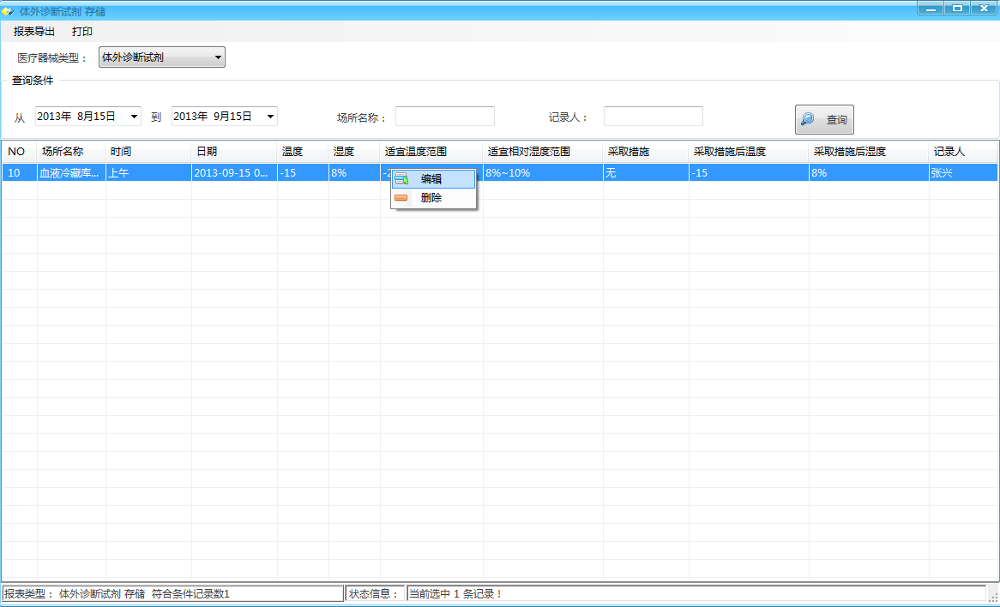 体外诊断试剂 存储
报表导出 打印
医疗器械类型： 体外诊断试剂
查询条件
从 2013年 8月15日 到 2013年 9月15日 场所名称： 记录人： 查询
NO 场所名称 时间 日期 温度 湿度 适宜温度范围 适宜相对湿度范围 采取措施 采取措施后温度 采取措施后湿度 记录人
10 血液冷藏库... 上午 2013-09-15 0... -15 8% 8%~10% 无 -15 8% 张兴
编辑
删除
报表类型： 体外诊断试剂 存储 符合条件记录数1 状态信息： 当前选中 1 条记录！